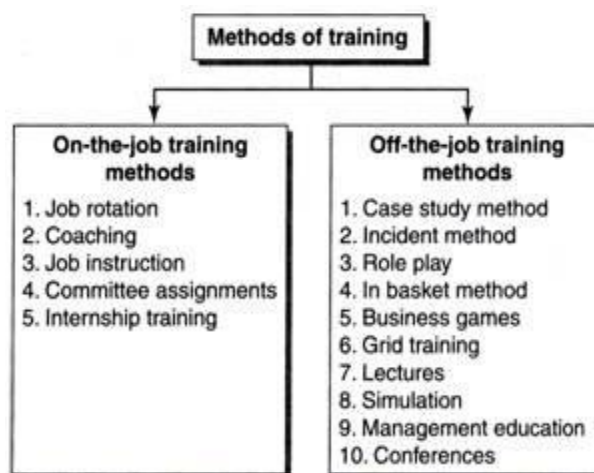 Methods of training
On-the-job training
methods
1. Job rotation
2. Coaching
3. Job instruction
4. Committee assignments
5. Internship training
Off-the-job training
methods
1. Case study method
2. Incident method
3. Role play
4. In basket method
5. Business games
6. Grid training
7. Lectures
8. Simulation
9. Management education
10. Conferences